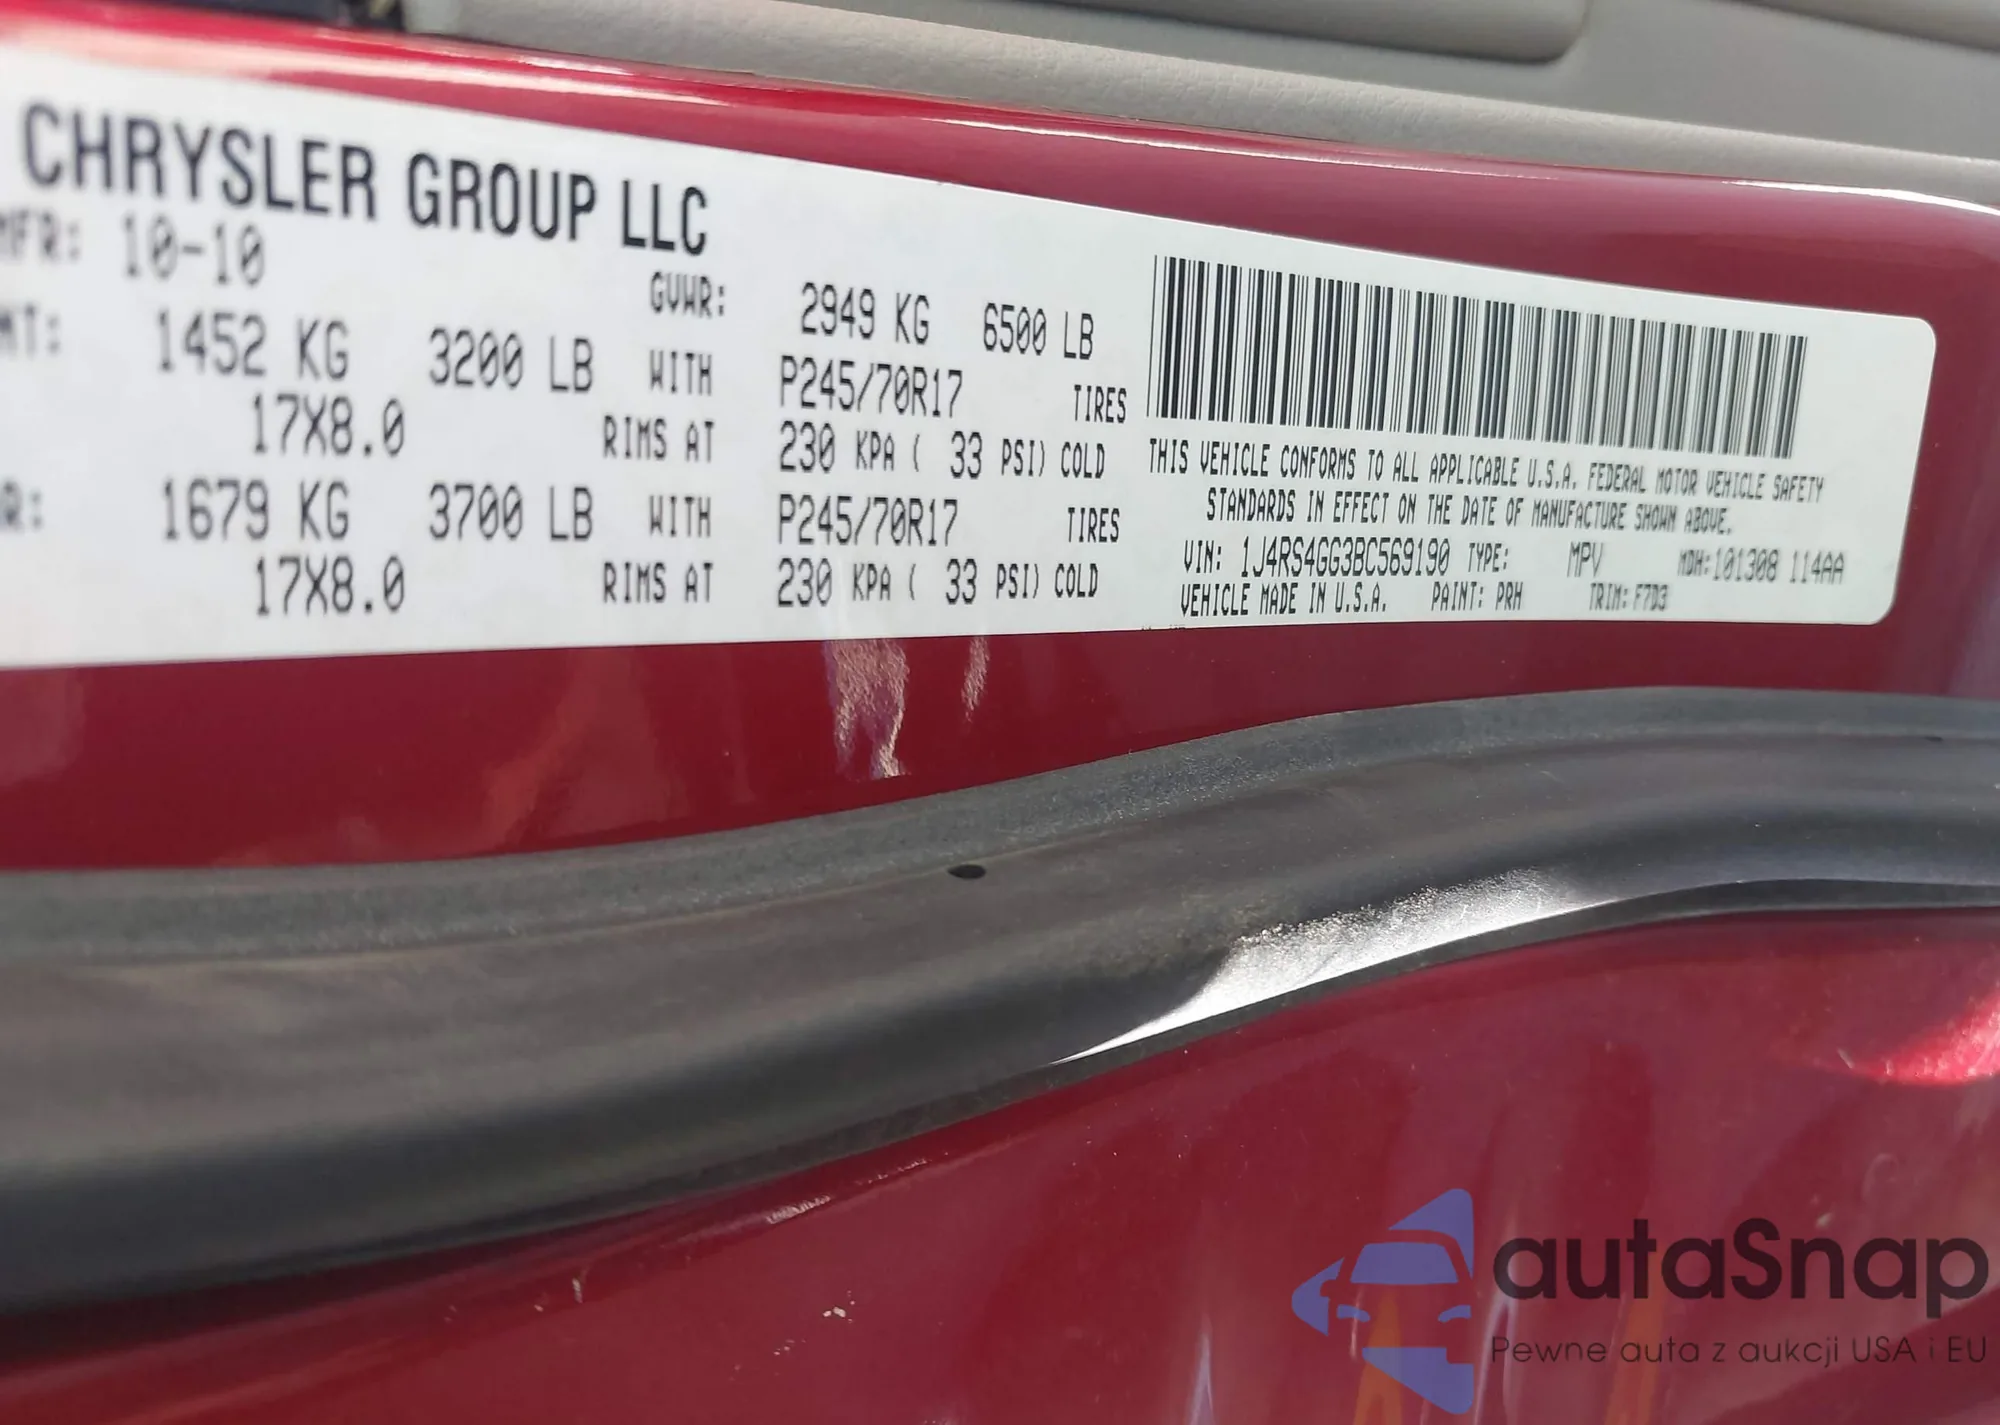 CHRYSLER GROUP LLC
MFR: 10-10
GVWR: 2949 KG 6500 LB
1452 KG 3200 LB WITH P245/70R17 TIRES
17X8.0 RIMS AT 230 KPA ( 33 PSI) COLD
1679 KG 3700 LB WITH P245/70R17 TIRES
17X8.0 RIMS AT 230 KPA ( 33 PSI) COLD
THIS VEHICLE CONFORMS TO ALL APPLICABLE U.S.A. FEDERAL MOTOR VEHICLE SAFETY
STANDARDS IN EFFECT ON THE DATE OF MANUFACTURE SHOWN ABOVE.
VIN: 1J4RS4GG3BC569190 TYPE: MPV MDH:101308 114AA
VEHICLE MADE IN U.S.A. PAINT: PRH TRIM: F7D3
autaSnap
Pewne auta z aukcji USA i EU